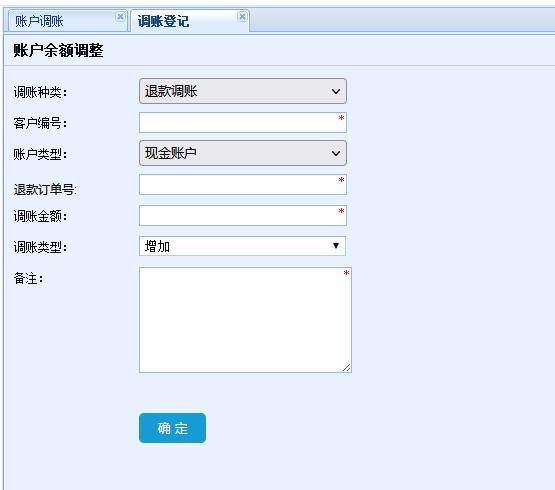 账户调账 调账登记
账户余额调整
调账种类： 退款调账
客户编号： *
账户类型： 现金账户
退款订单号: *
调账金额： *
调账类型： 增加
备注： *
确 定